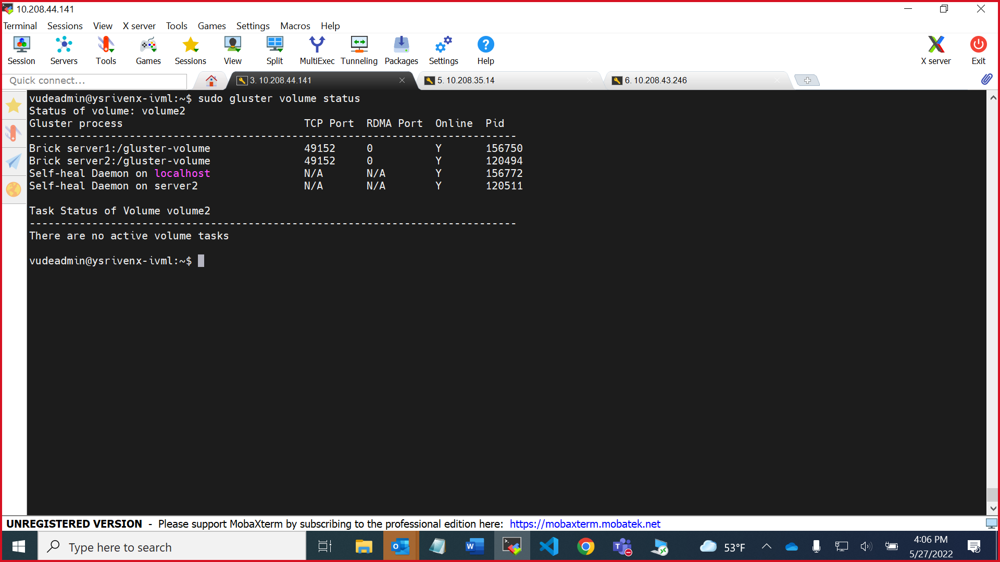 10.208.44.141
Terminal Sessions View X server Tools Games Settings Macros Help
Session Servers Tools Games Sessions View Split MultiExec Tunneling Packages Settings Help X server Exit
Quick connect... 3. 10.208.44.141 5. 10.208.35.14 6. 10.208.43.246
vudeadmin@ysrivenx-ivml:~$ sudo gluster volume status
Status of volume: volume2
Gluster process TCP Port RDMA Port Online Pid
------------------------------------------------------------------------------
Brick server1:/gluster-volume 49152 0 Y 156750
Brick server2:/gluster-volume 49152 0 Y 120494
Self-heal Daemon on localhost N/A N/A Y 156772
Self-heal Daemon on server2 N/A N/A Y 120511
Task Status of Volume volume2
------------------------------------------------------------------------------
There are no active volume tasks
vudeadmin@ysrivenx-ivml:~$
UNREGISTERED VERSION - Please support MobaXterm by subscribing to the professional edition here: https://mobaxterm.mobatek.net
Type here to search 53°F 4:06 PM
5/27/2022